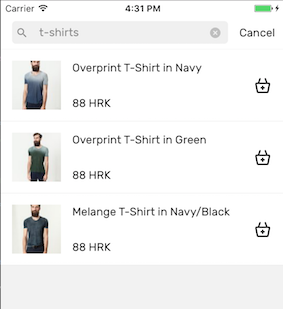 Carrier 4:31 PM
t-shirts Cancel
Overprint T-Shirt in Navy
88 HRK
Overprint T-Shirt in Green
88 HRK
Melange T-Shirt in Navy/Black
88 HRK